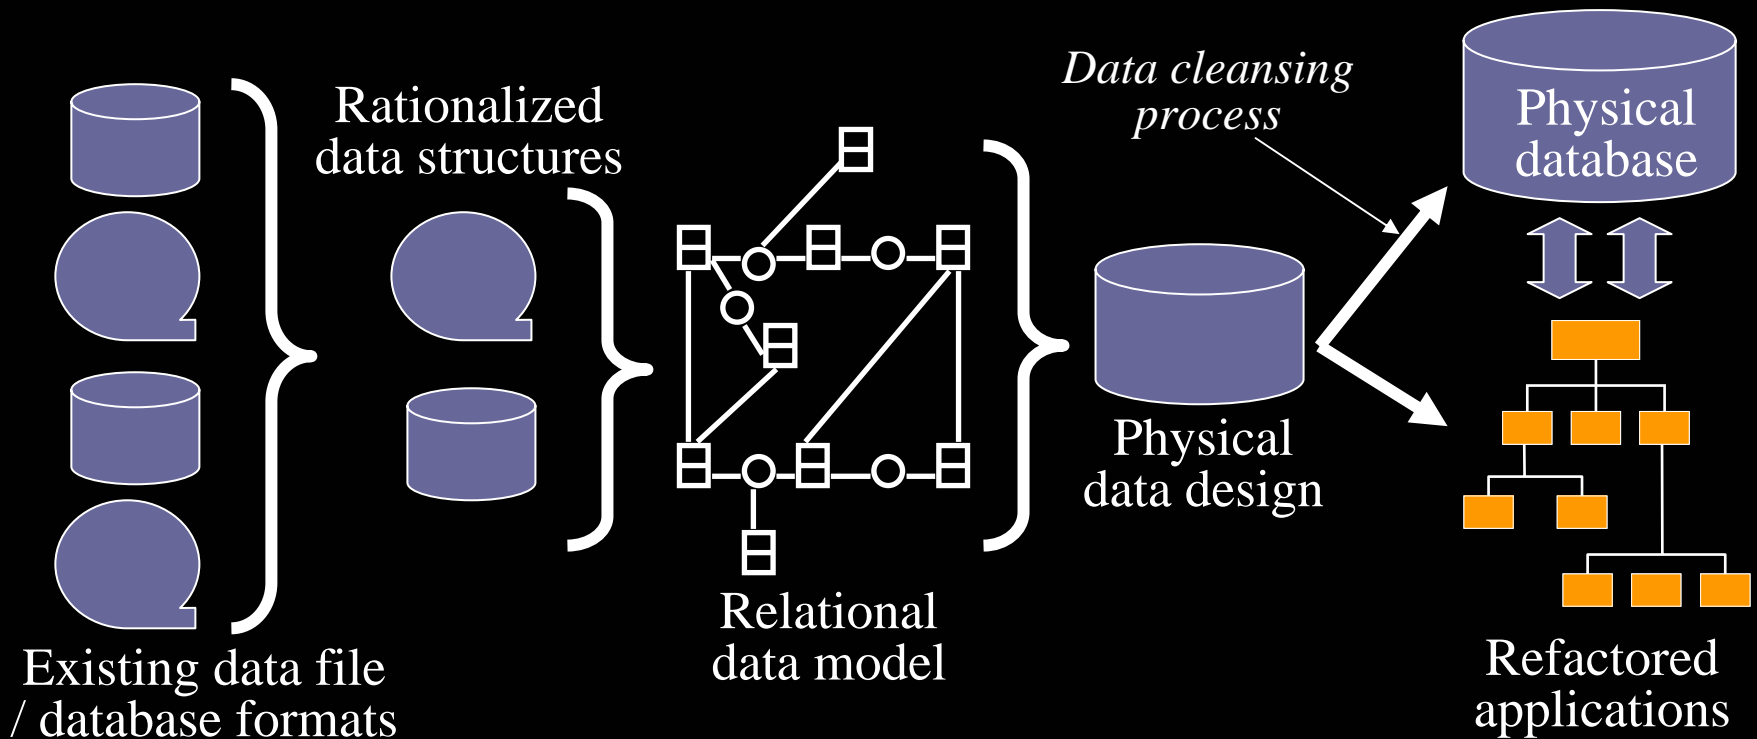 Data cleansing
process
Physical
database
Rationalized
data structures
Physical
data design
Relational
data model
Existing data file
/ database formats
Refactored
applications